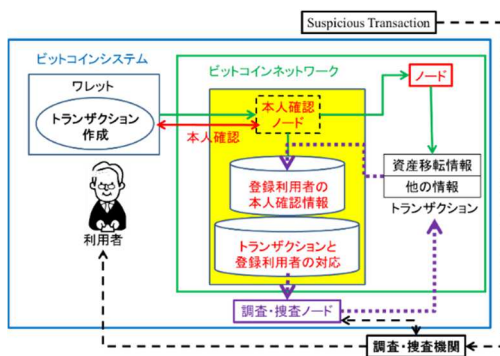 Suspicious Transaction
ビットコインシステム
ビットコインネットワーク
ウォレット
トランザクション
作成
本人確認
本人確認
ノード
ノード
登録利用者の
本人確認情報
資産移転情報
他の情報
トランザクション
トランザクションと
登録利用者の対応
利用者
調査・捜査ノード
調査・捜査機関